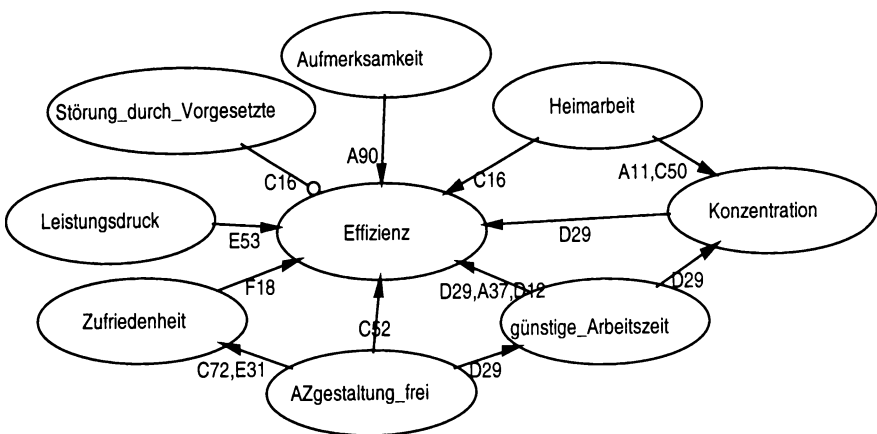 Aufmerksamkeit
Störung_durch_Vorgesetzte
Heimarbeit
A90
C16
C16
A11,C50
Leistungsdruck
Effizienz
Konzentration
E53
D29
F18
D29,A37,D12
D29
Zufriedenheit
günstige_Arbeitszeit
C52
C72,E31
D29
AZgestaltung_frei